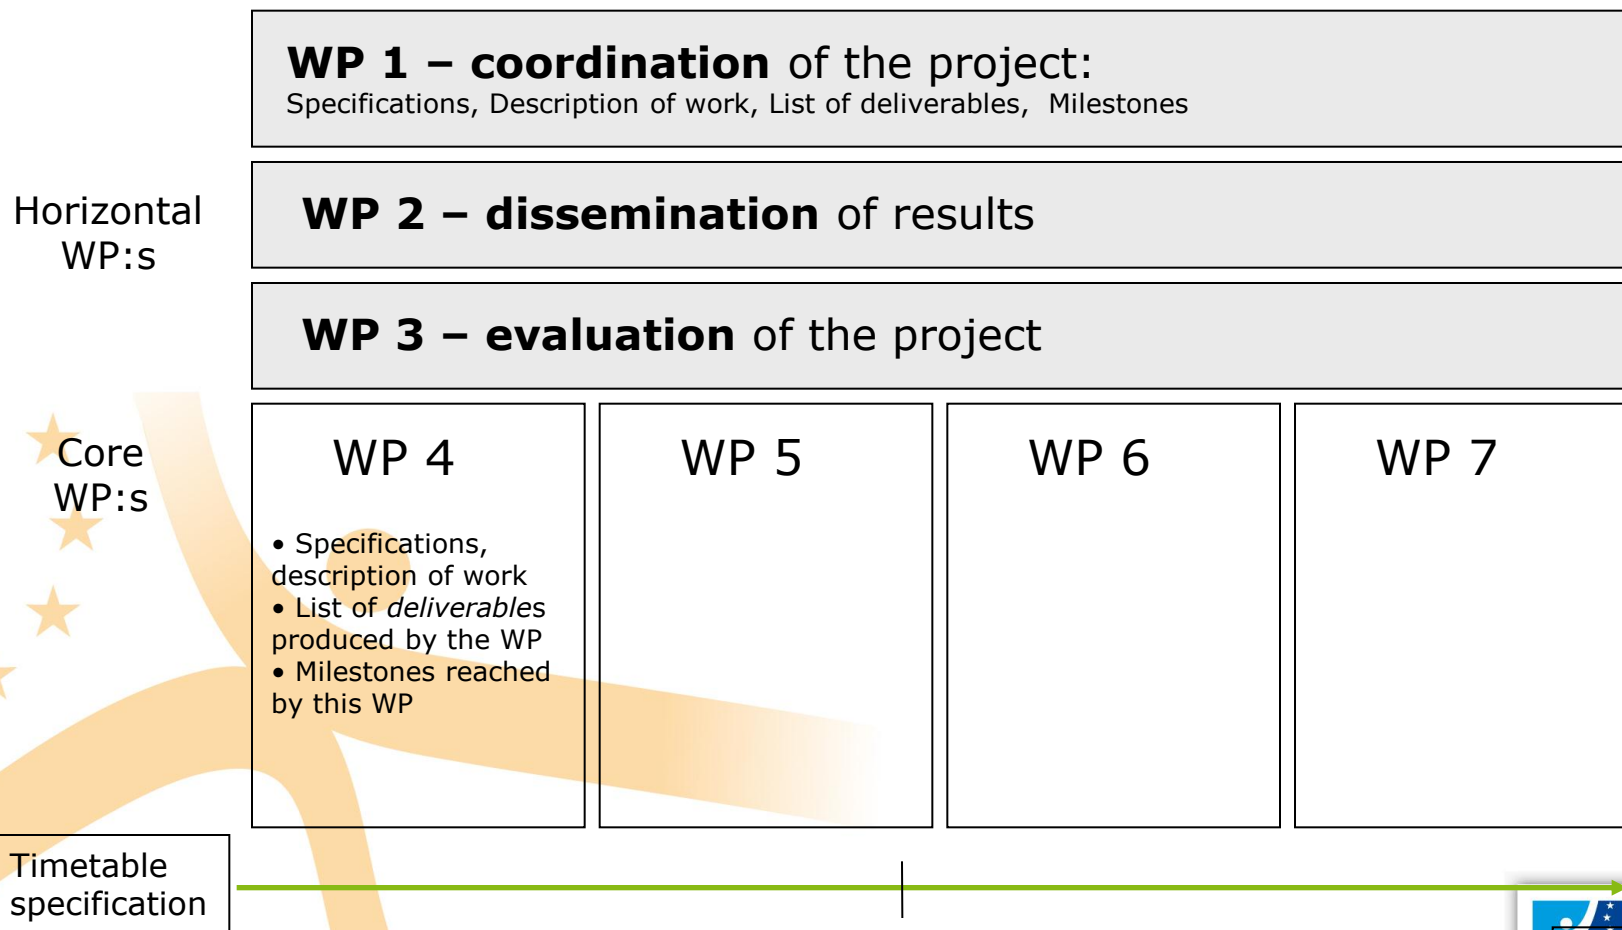 WP 1 – coordination of the project:
Specifications, Description of work, List of deliverables, Milestones
Horizontal
WP:s
WP 2 – dissemination of results
WP 3 – evaluation of the project
Core
WP:s
WP 4
• Specifications,
description of work
• List of deliverables
produced by the WP
• Milestones reached
by this WP
WP 5
WP 6
WP 7
Timetable
specification